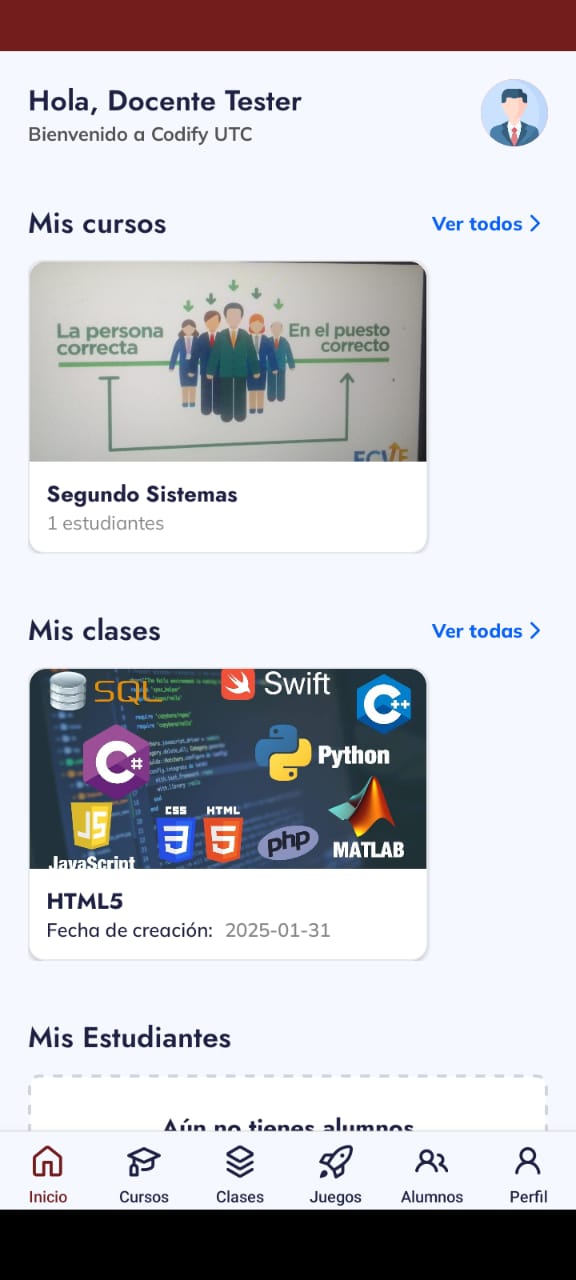 Hola, Docente Tester
Bienvenido a Codify UTC
Mis cursos
Ver todos
La persona
correcta
En el puesto
correcto
Segundo Sistemas
1 estudiantes
Mis clases
Ver todas
SQL
Swift
C++
C#
Python
JS
JavaScript
CSS
HTML
3
5
php
MATLAB
HTML5
Fecha de creación: 2025-01-31
Mis Estudiantes
Aún no tienes alumnos
Inicio
Cursos
Clases
Juegos
Alumnos
Perfil